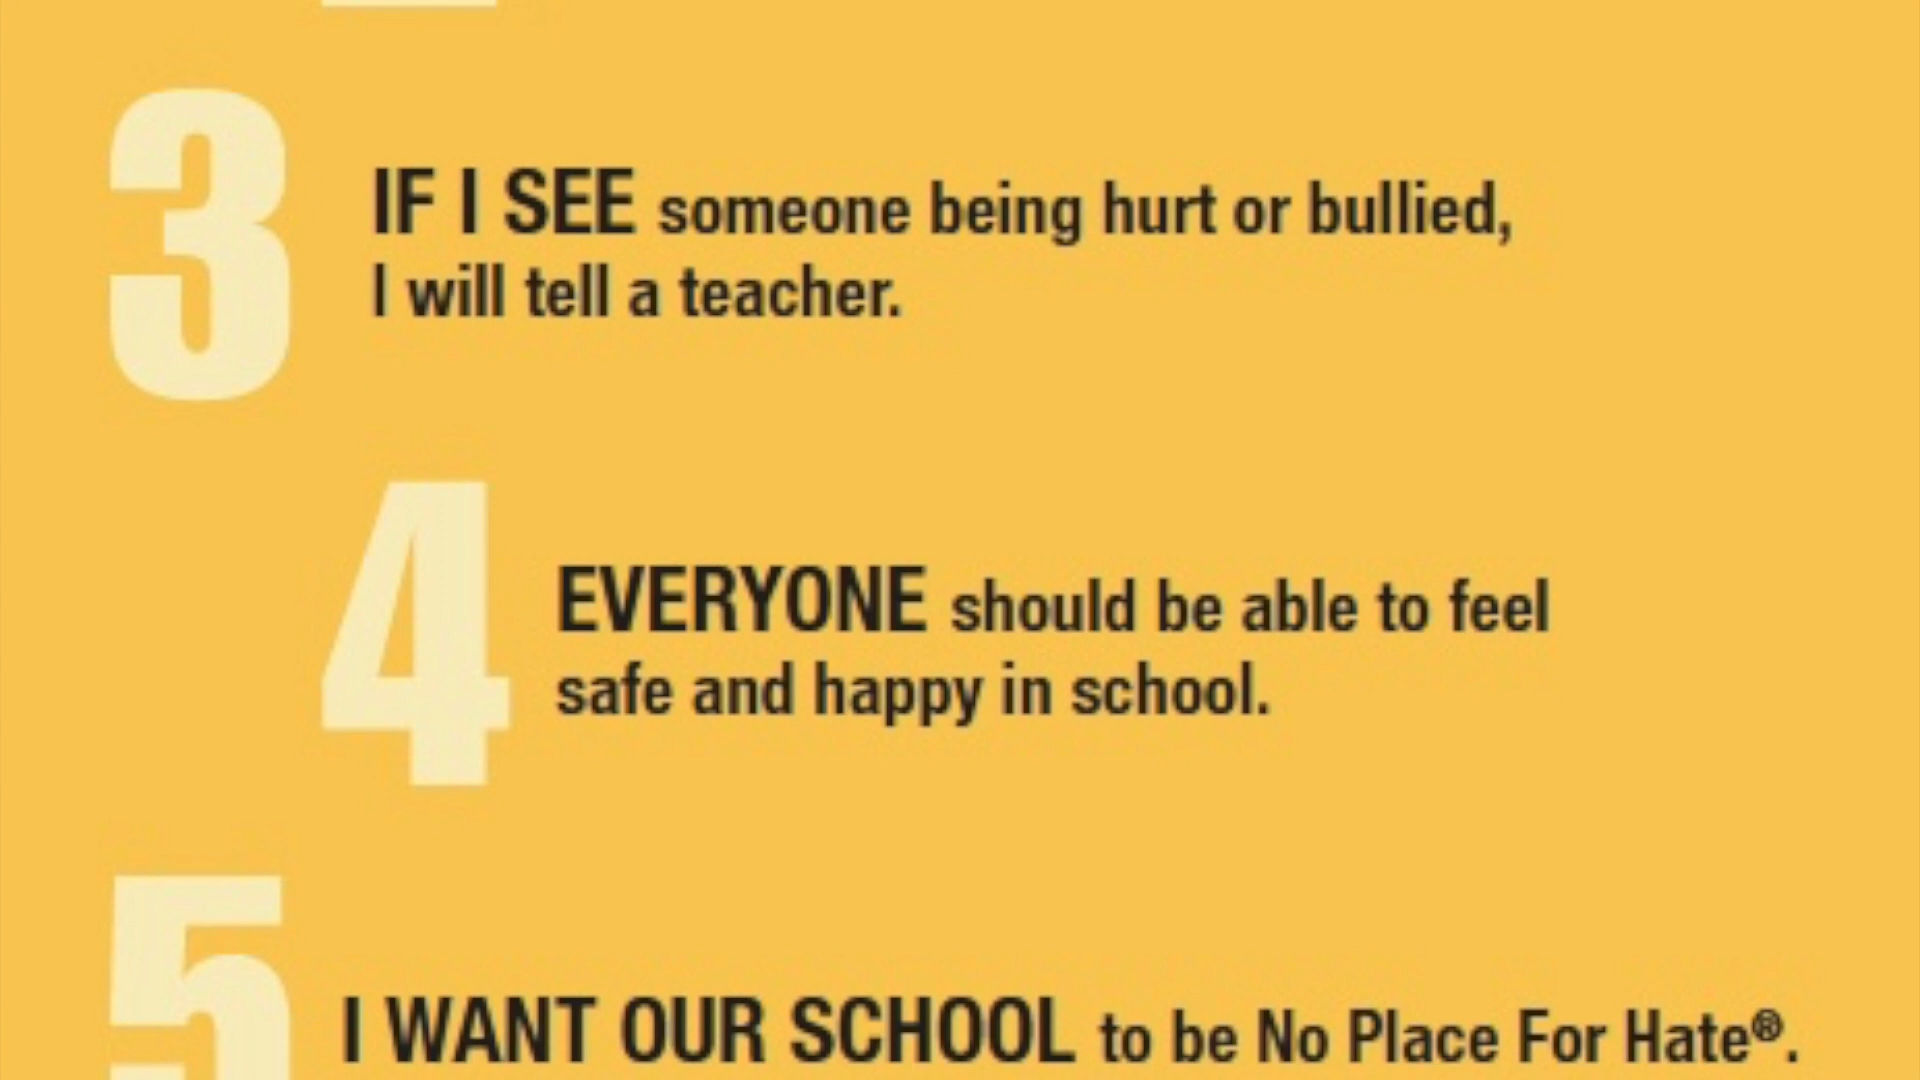 3
IF I SEE someone being hurt or bullied,
I will tell a teacher.
4
EVERYONE should be able to feel
safe and happy in school.
5
I WANT OUR SCHOOL to be No Place For Hate®.